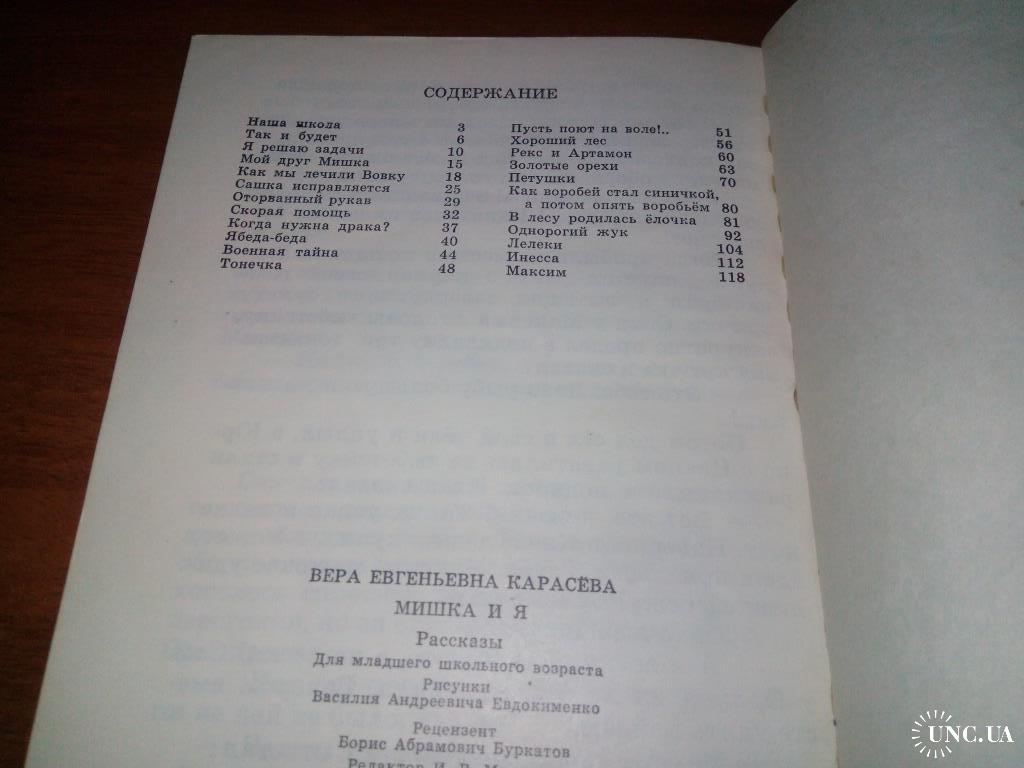 СОДЕРЖАНИЕ
Наша школа 3
Так и будет 6
Я решаю задачи 10
Мой друг Мишка 15
Как мы лечили Вовку 18
Сашка исправляется 25
Оторванный рукав 29
Скорая помощь 32
Когда нужна драка? 37
Ябеда-беда 40
Военная тайна 44
Тонечка 48
Пусть поют на воле!.. 51
Хороший лес 56
Рекс и Артамон 60
Золотые орехи 63
Петушки 70
Как воробей стал синичкой,
а потом опять воробьём 80
В лесу родилась ёлочка 81
Однорогий жук 92
Лелеки 104
Инесса 112
Максим 118
ВЕРА ЕВГЕНЬЕВНА КАРАСЁВА
МИШКА И Я
Рассказы
Для младшего школьного возраста
Рисунки
Василия Андреевича Евдокименко
Рецензент
Борис Абрамович Буркатов
Редактор И. В.
UNC.UA